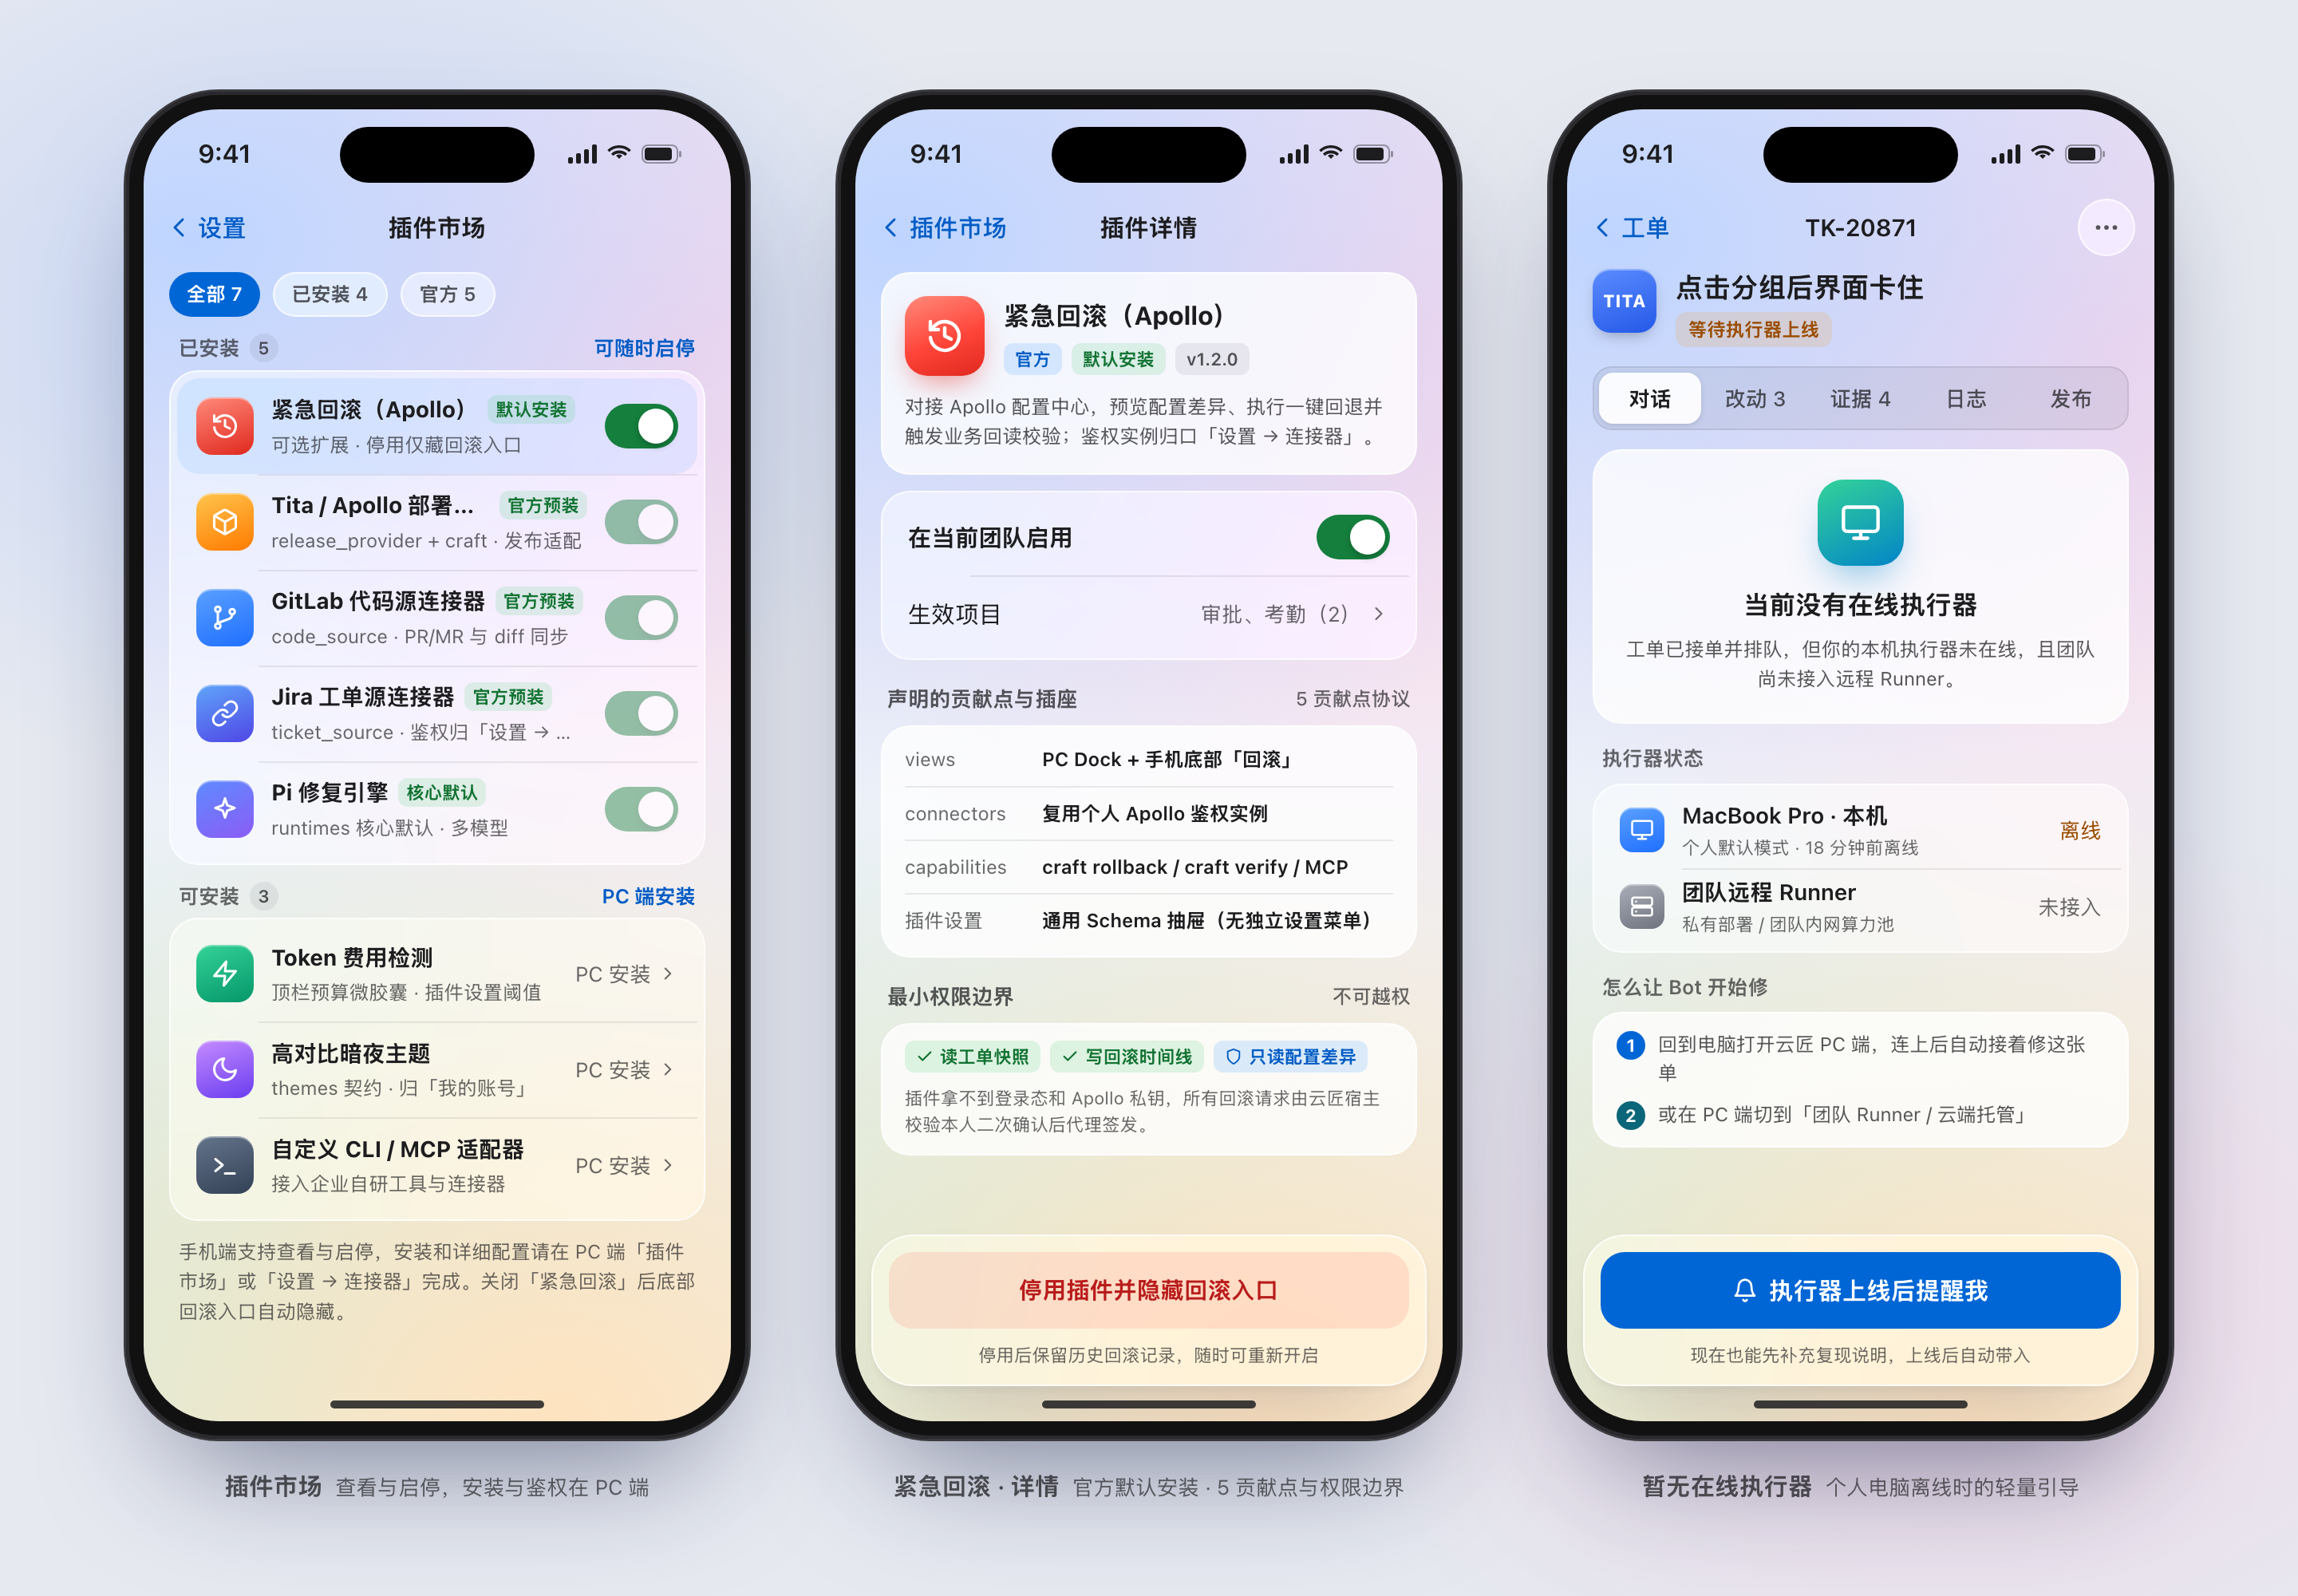 9:41
设置
插件市场
全部 7
已安装 4
官方 5
已安装 5
可随时启停
紧急回滚（Apollo） 默认安装
可选扩展 · 停用仅藏回滚入口
Tita / Apollo 部署... 官方预装
release_provider + craft · 发布适配
GitLab 代码源连接器 官方预装
code_source · PR/MR 与 diff 同步
Jira 工单源连接器 官方预装
ticket_source · 鉴权归「设置 → ...
Pi 修复引擎 核心默认
runtimes 核心默认 · 多模型
可安装 3
PC 端安装
Token 费用检测
顶栏预算微胶囊 · 插件设置阈值
PC 安装
高对比暗夜主题
themes 契约 · 归「我的账号」
PC 安装
自定义 CLI / MCP 适配器
接入企业自研工具与连接器
PC 安装
手机端支持查看与启停，安装和详细配置请在 PC 端「插件
市场」或「设置 → 连接器」完成。关闭「紧急回滚」后底部
回滚入口自动隐藏。
插件市场 查看与启停，安装与鉴权在 PC 端
9:41
插件市场
插件详情
紧急回滚（Apollo）
官方 默认安装 v1.2.0
对接 Apollo 配置中心，预览配置差异、执行一键回退并
触发业务回读校验；鉴权实例归口「设置 → 连接器」。
在当前团队启用
生效项目 审批、考勤（2）
声明的贡献点与插座 5 贡献点协议
views PC Dock + 手机底部「回滚」
connectors 复用个人 Apollo 鉴权实例
capabilities craft rollback / craft verify / MCP
插件设置 通用 Schema 抽屉（无独立设置菜单）
最小权限边界 不可越权
读工单快照 写回滚时间线 只读配置差异
插件拿不到登录态和 Apollo 私钥，所有回滚请求由云匠宿主
校验本人二次确认后代理签发。
停用插件并隐藏回滚入口
停用后保留历史回滚记录，随时可重新开启
紧急回滚 · 详情 官方默认安装 · 5 贡献点与权限边界
9:41
工单
TK-20871
TITA
点击分组后界面卡住
等待执行器上线
对话 改动 3 证据 4 日志 发布
当前没有在线执行器
工单已接单并排队，但你的本机执行器未在线，且团队
尚未接入远程 Runner。
执行器状态
MacBook Pro · 本机
个人默认模式 · 18 分钟前离线
离线
团队远程 Runner
私有部署 / 团队内网算力池
未接入
怎么让 Bot 开始修
1 回到电脑打开云匠 PC 端，连上后自动接着修这张
单
2 或在 PC 端切到「团队 Runner / 云端托管」
执行器上线后提醒我
现在也能先补充复现说明，上线后自动带入
暂无在线执行器 个人电脑离线时的轻量引导